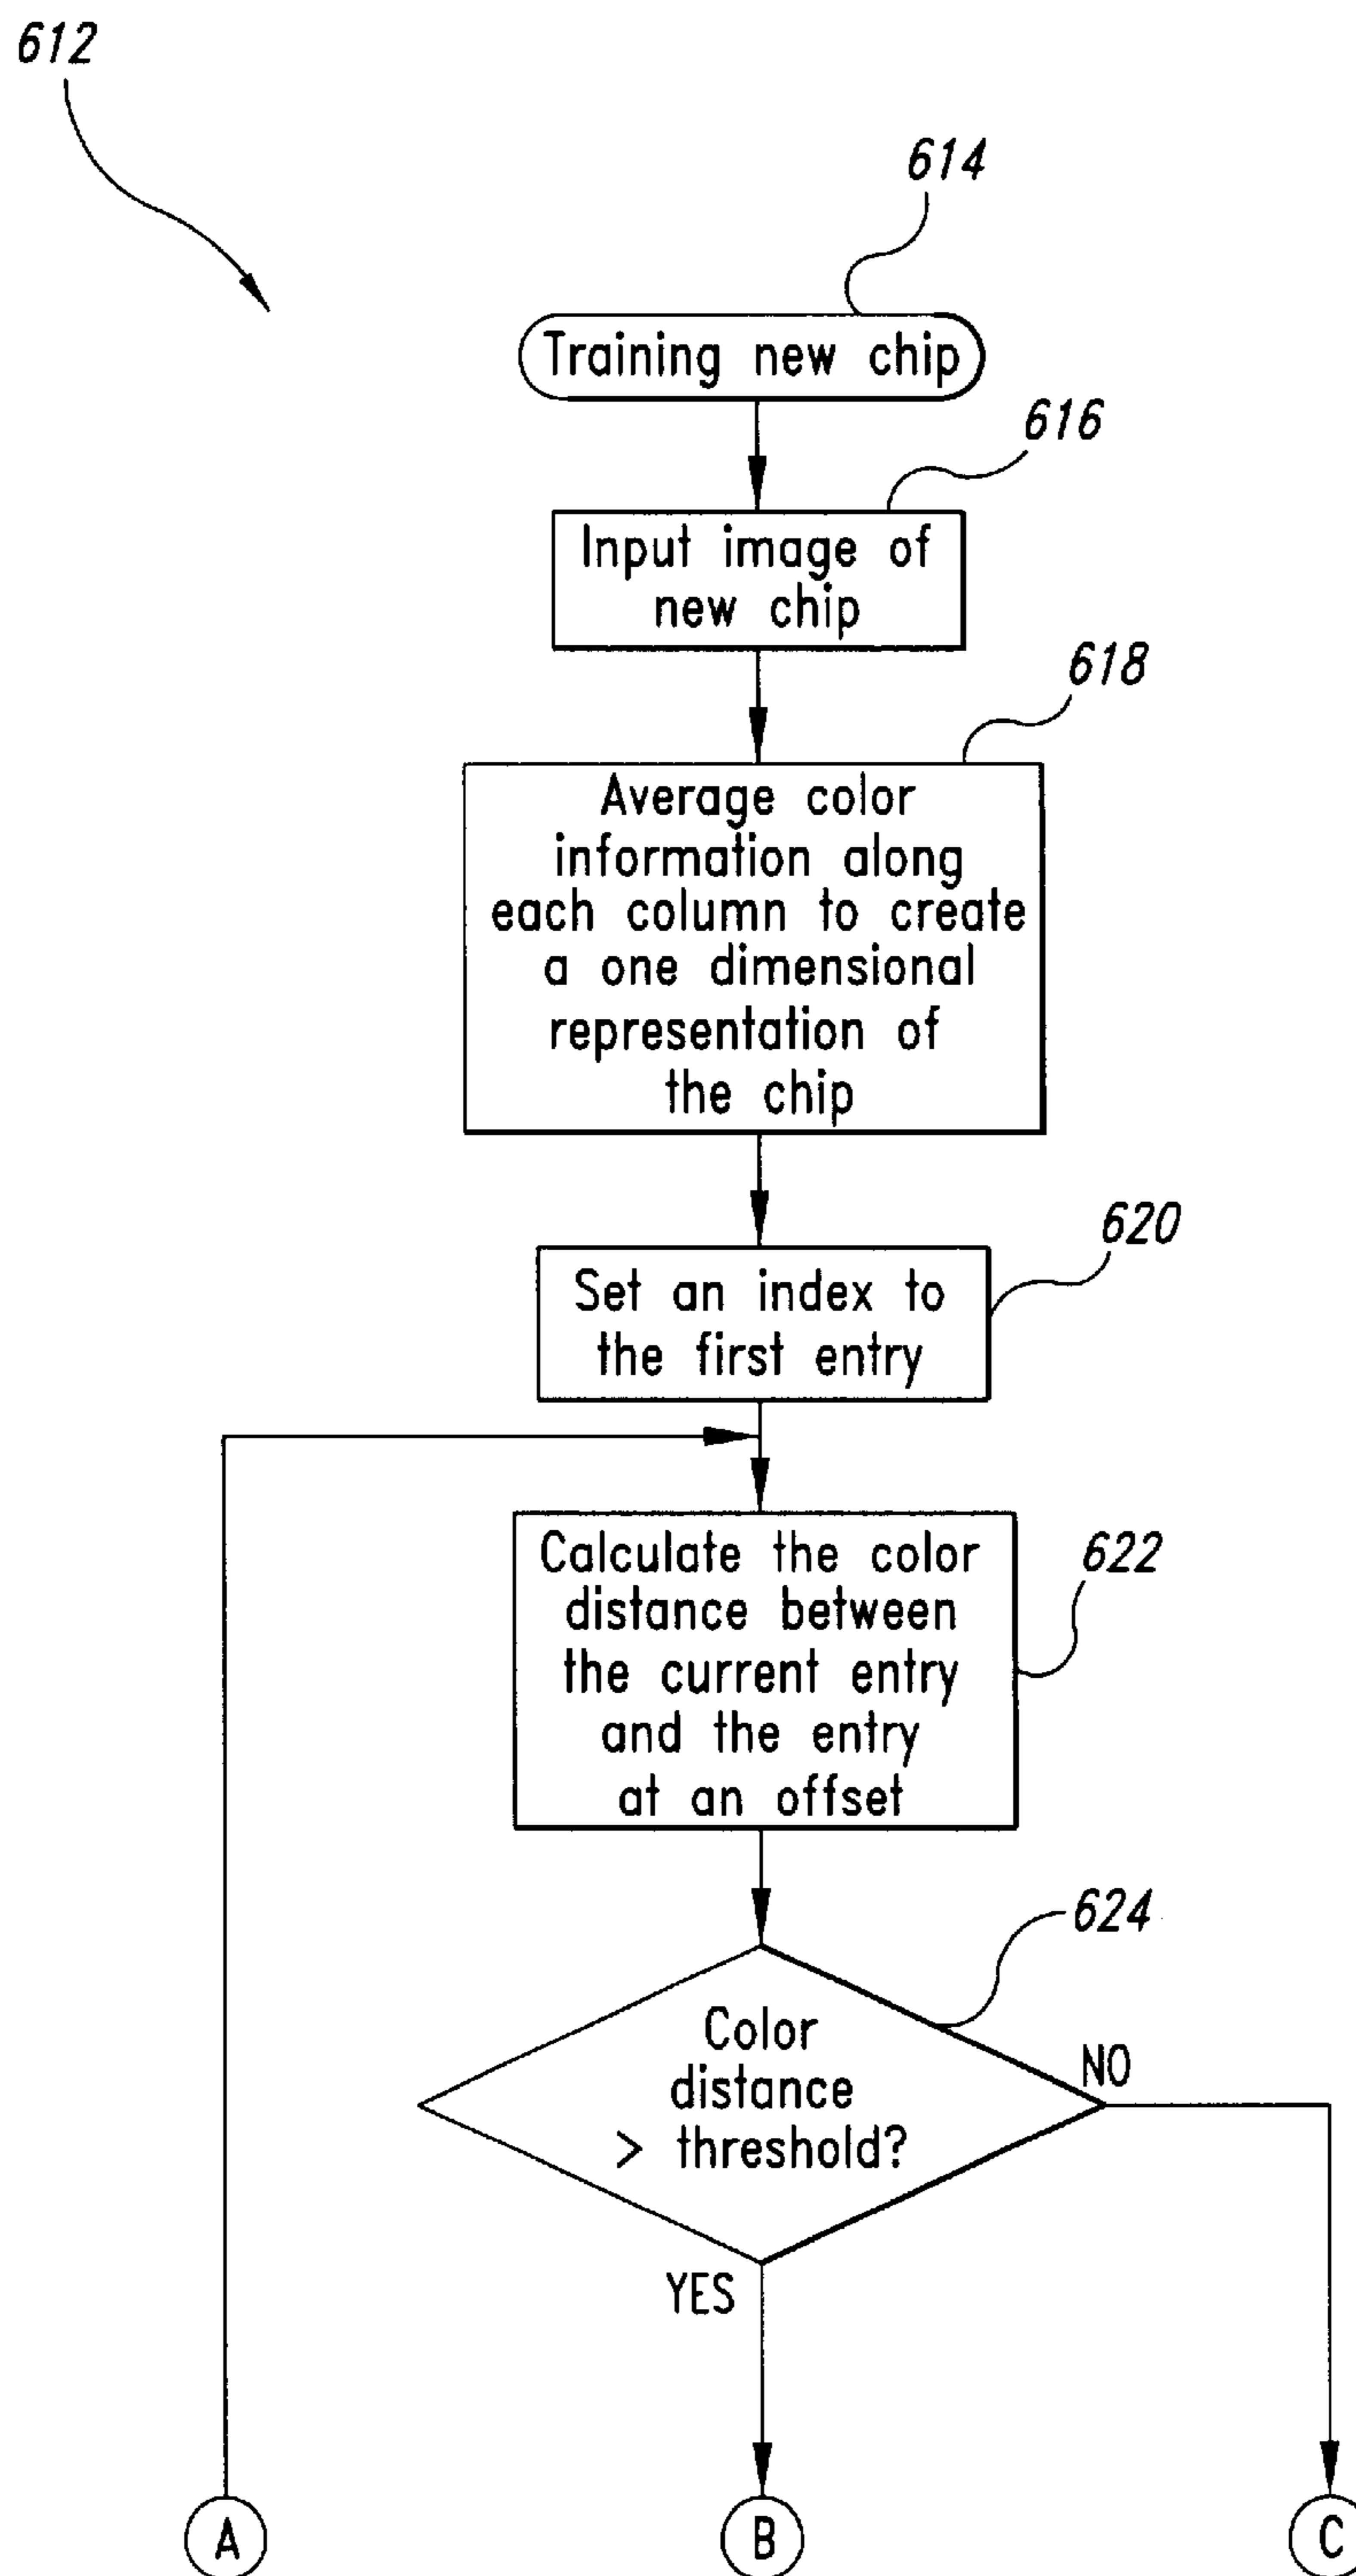 612
614
Training new chip
616
Input image of
new chip
618
Average color
information along
each column to create
a one dimensional
representation of
the chip
620
Set an index to
the first entry
622
Calculate the color
distance between
the current entry
and the entry
at an offset
624
Color
distance
> threshold?
NO
YES
A
B
C